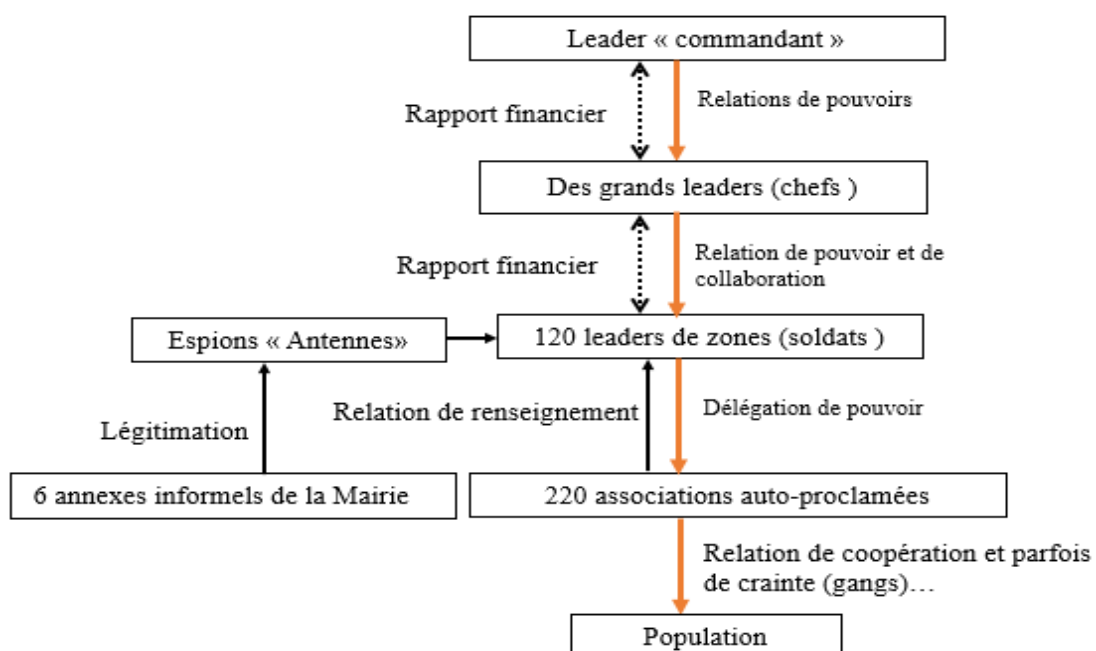 Leader « commandant »
Rapport financier
Relations de pouvoirs
Des grands leaders (chefs )
Rapport financier
Relation de pouvoir et de
collaboration
Espions « Antennes»
120 leaders de zones (soldats )
Légitimation
Relation de renseignement
Délégation de pouvoir
6 annexes informels de la Mairie
220 associations auto-proclamées
Relation de coopération et parfois
de crainte (gangs)…
Population